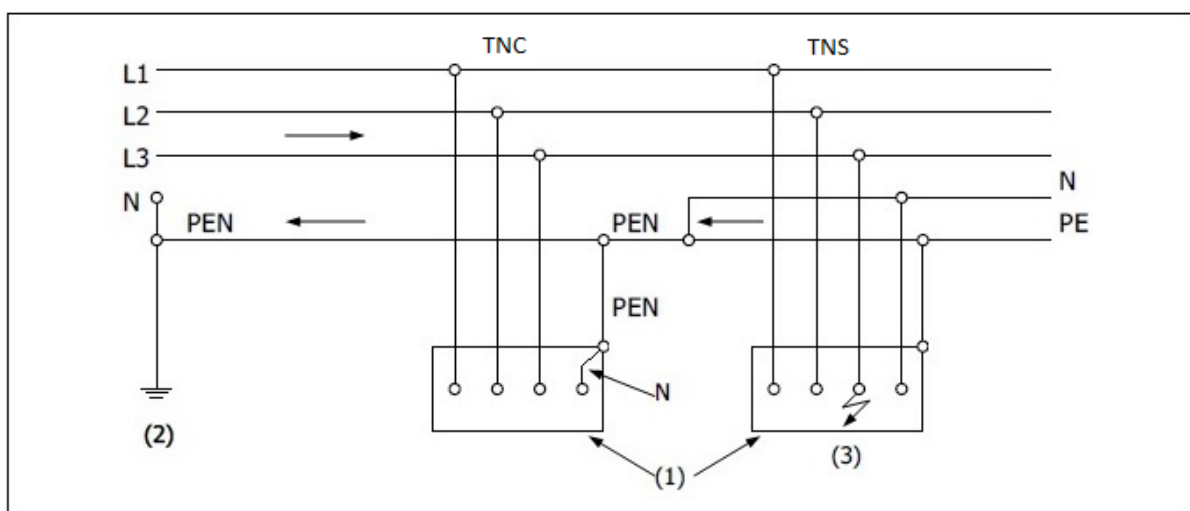 TNC TNS
L1
L2
L3
N N
PEN PEN PE
PEN
N
(2) (1) (3)